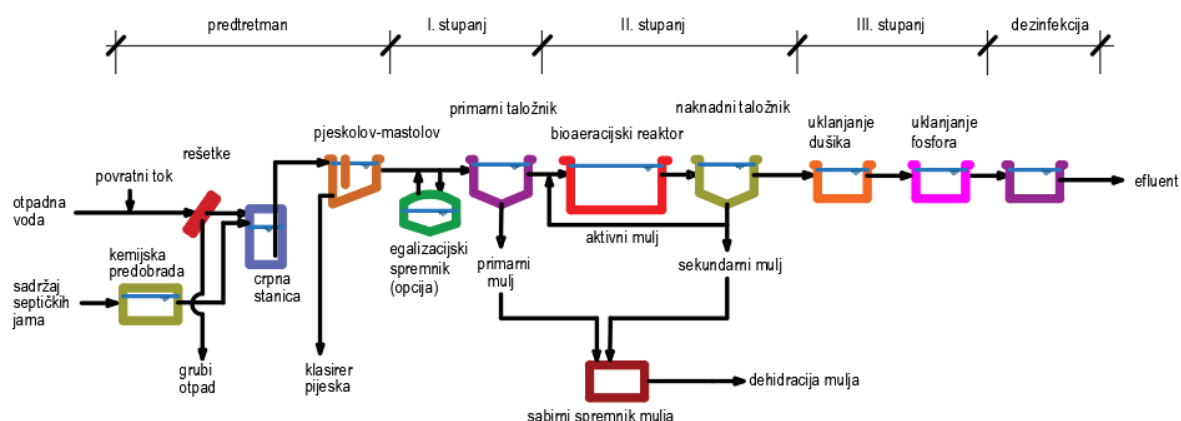 predtretman
I. stupanj
II. stupanj
III. stupanj
dezinfekcija
primarni taložnik
naknadni taložnik
pjeskolov-mastolov
bioaeracijski reaktor
uklanjanje
dušika
uklanjanje
fosfora
rešetke
povratni tok
otpadna
voda
efluent
kemijska
predobrada
crpna
stanica
egalizacijski
spremnik
(opcija)
aktivni mulj
primarni
mulj
sekundarni mulj
sadržaj
septičkih
jama
grubi
otpad
klasirer
pijeska
dehidracija mulja
sabirni spremnik mulja